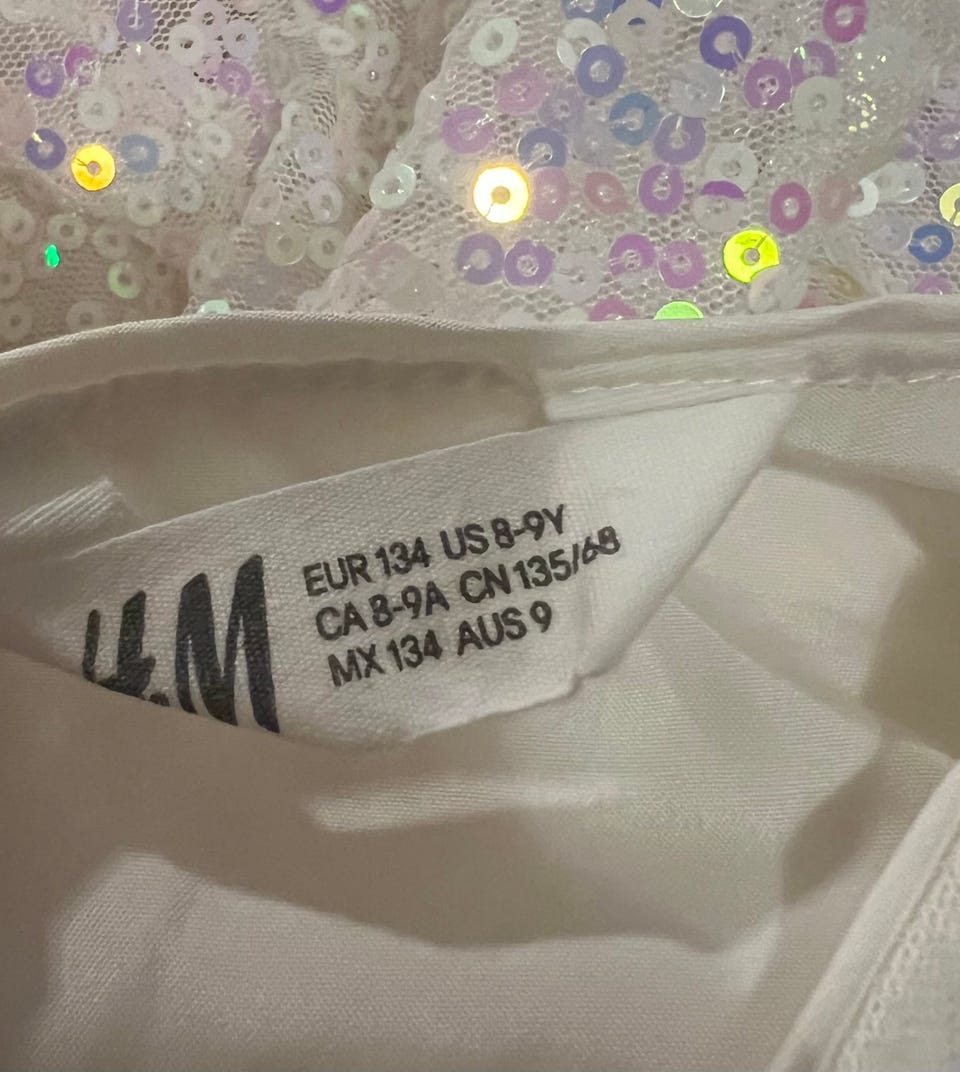 H&M
EUR 134 US 8-9Y
CA 8-9A CN 135/68
MX 134 AUS 9